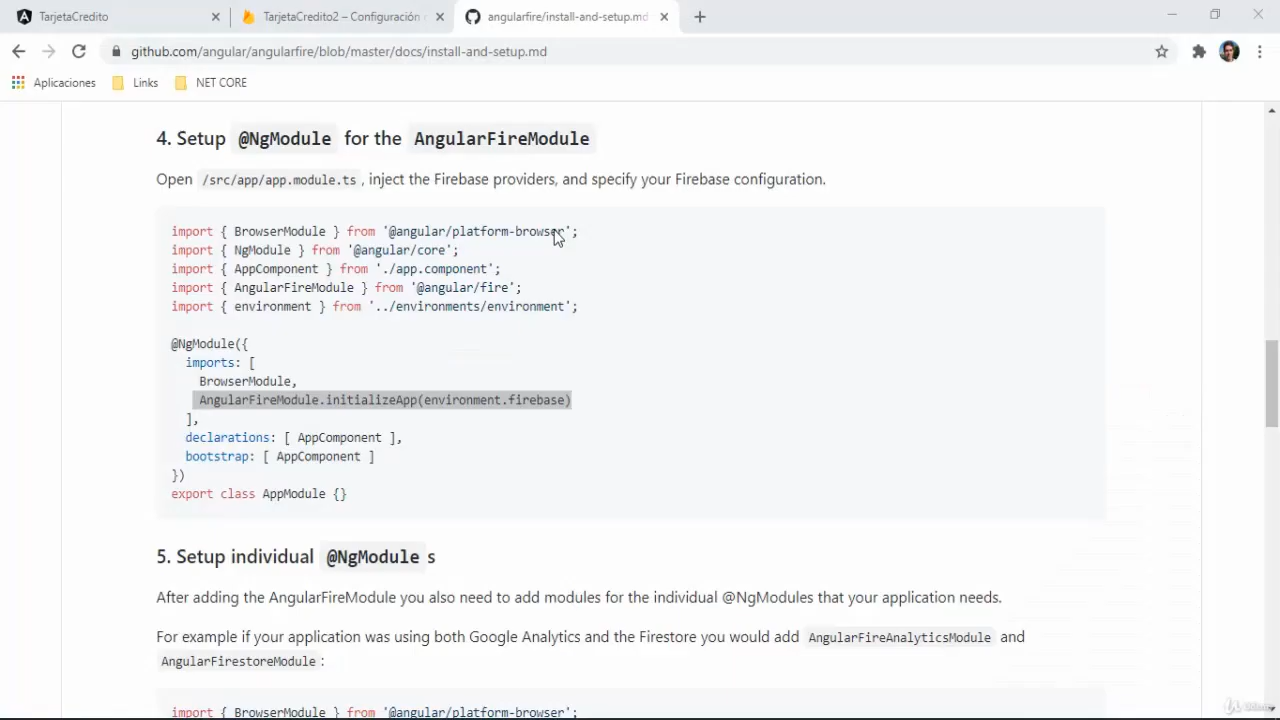 TarjetaCredito
TarjetaCredito2 – Configuración
angularfire/install-and-setup.md
github.com/angular/angularfire/blob/master/docs/install-and-setup.md
Aplicaciones Links NET CORE
4. Setup @NgModule for the AngularFireModule
Open /src/app/app.module.ts , inject the Firebase providers, and specify your Firebase configuration.
import { BrowserModule } from '@angular/platform-browser';
import { NgModule } from '@angular/core';
import { AppComponent } from './app.component';
import { AngularFireModule } from '@angular/fire';
import { environment } from '../environments/environment';
@NgModule({
imports: [
BrowserModule,
AngularFireModule.initializeApp(environment.firebase)
],
declarations: [ AppComponent ],
bootstrap: [ AppComponent ]
})
export class AppModule {}
5. Setup individual @NgModule s
After adding the AngularFireModule you also need to add modules for the individual @NgModules that your application needs.
For example if your application was using both Google Analytics and the Firestore you would add AngularFireAnalyticsModule and
AngularFirestoreModule :
import { BrowserModule } from '@angular/platform-browser';